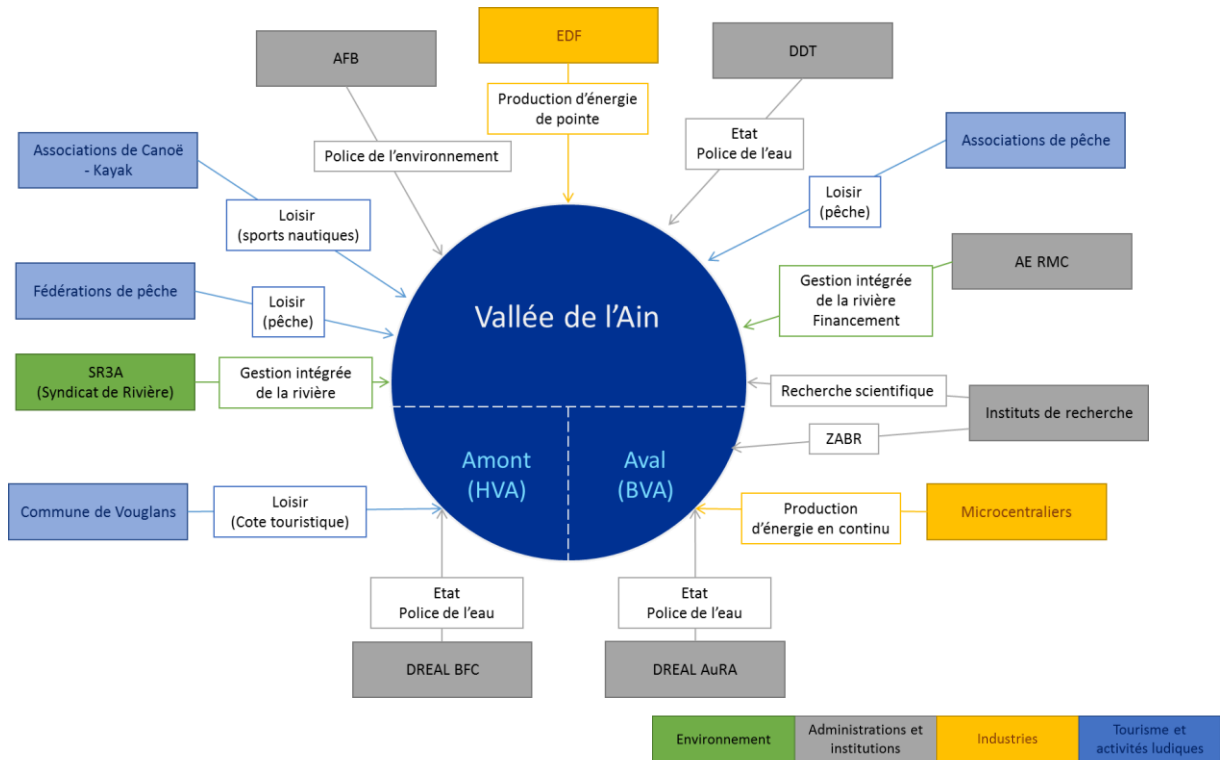 EDF
AFB
DDT
Production d'énergie
de pointe
Etat
Police de l'eau
Associations de Canoë
- Kayak
Police de l'environnement
Associations de pêche
Loisir
(sports nautiques)
Loisir
(pêche)
AE RMC
Fédérations de pêche
Loisir
(pêche)
Vallée de l'Ain
Gestion intégrée
de la rivière
Financement
SR3A
(Syndicat de Rivière)
Gestion intégrée
de la rivière
Recherche scientifique
Instituts de recherche
ZABR
Amont
(HVA)
Aval
(BVA)
Commune de Vouglans
Loisir
(Cote touristique)
Production
d'énergie en continu
Microcentraliers
Etat
Police de l'eau
Etat
Police de l'eau
DREAL BFC
DREAL AuRA
Environnement
Administrations et
institutions
Industries
Tourisme et
activités ludiques